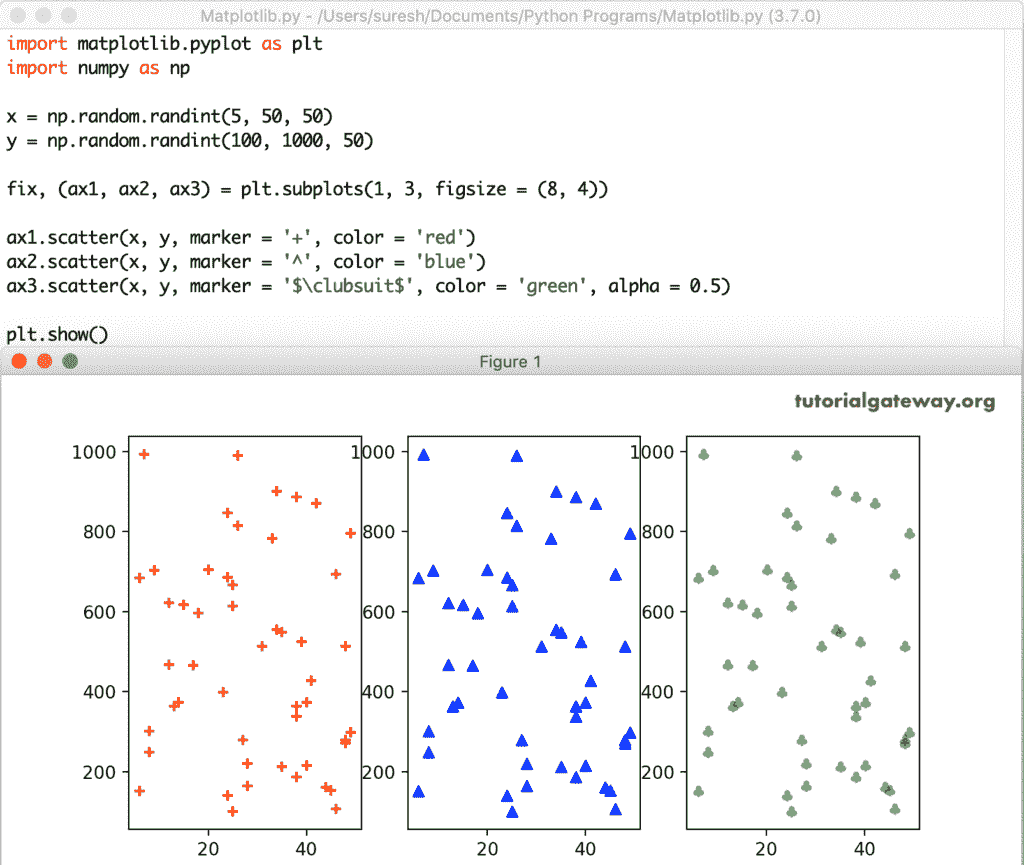 Matplotlib.py - /Users/suresh/Documents/Python Programs/Matplotlib.py (3.7.0)
import matplotlib.pyplot as plt
import numpy as np
x = np.random.randint(5, 50, 50)
y = np.random.randint(100, 1000, 50)
fix, (ax1, ax2, ax3) = plt.subplots(1, 3, figsize = (8, 4))
ax1.scatter(x, y, marker = '+', color = 'red')
ax2.scatter(x, y, marker = '^', color = 'blue')
ax3.scatter(x, y, marker = '$\clubsuit$', color = 'green', alpha = 0.5)
plt.show()
Figure 1
tutorialgateway.org
1000
800
600
400
200
20 40
1000
800
600
400
200
20 40
1000
800
600
400
200
20 40